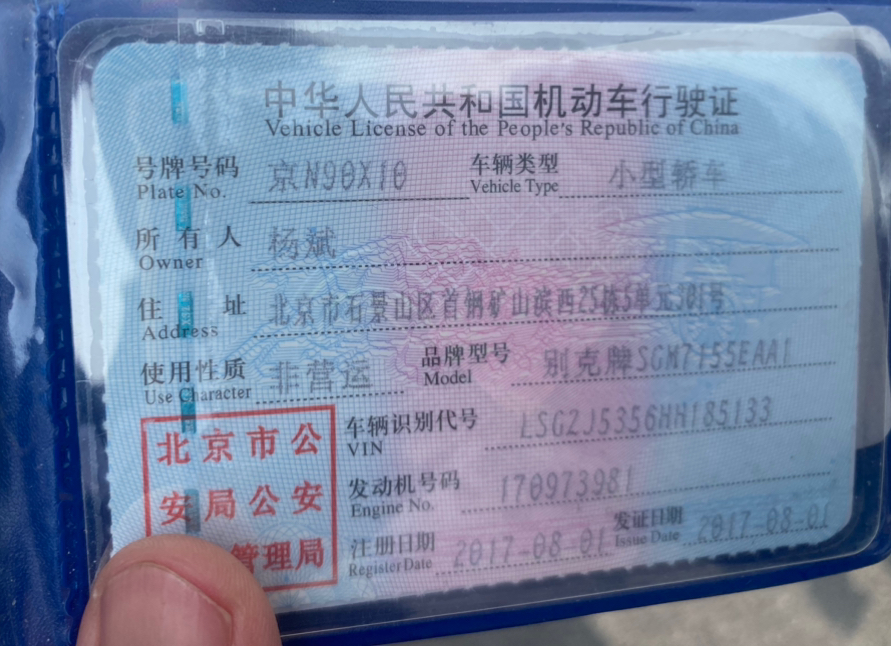 中华人民共和国机动车行驶证
Vehicle License of the People's Republic of China
号牌号码 京N90X10 车辆类型 小型轿车
Plate No. Vehicle Type
所有人 杨斌
Owner
住址 北京市石景山区首钢矿山滨西25栋5单元301号
Address
使用性质 非营运 品牌型号 别克牌SGM7155EAA1
Use Character Model
北京市公
安局公安
管理局
车辆识别代号 LSGZJ5356HH185133
VIN
发动机号码 170973981
Engine No.
注册日期 2017-08-01 发证日期 2017-08-01
Register Date Issue Date